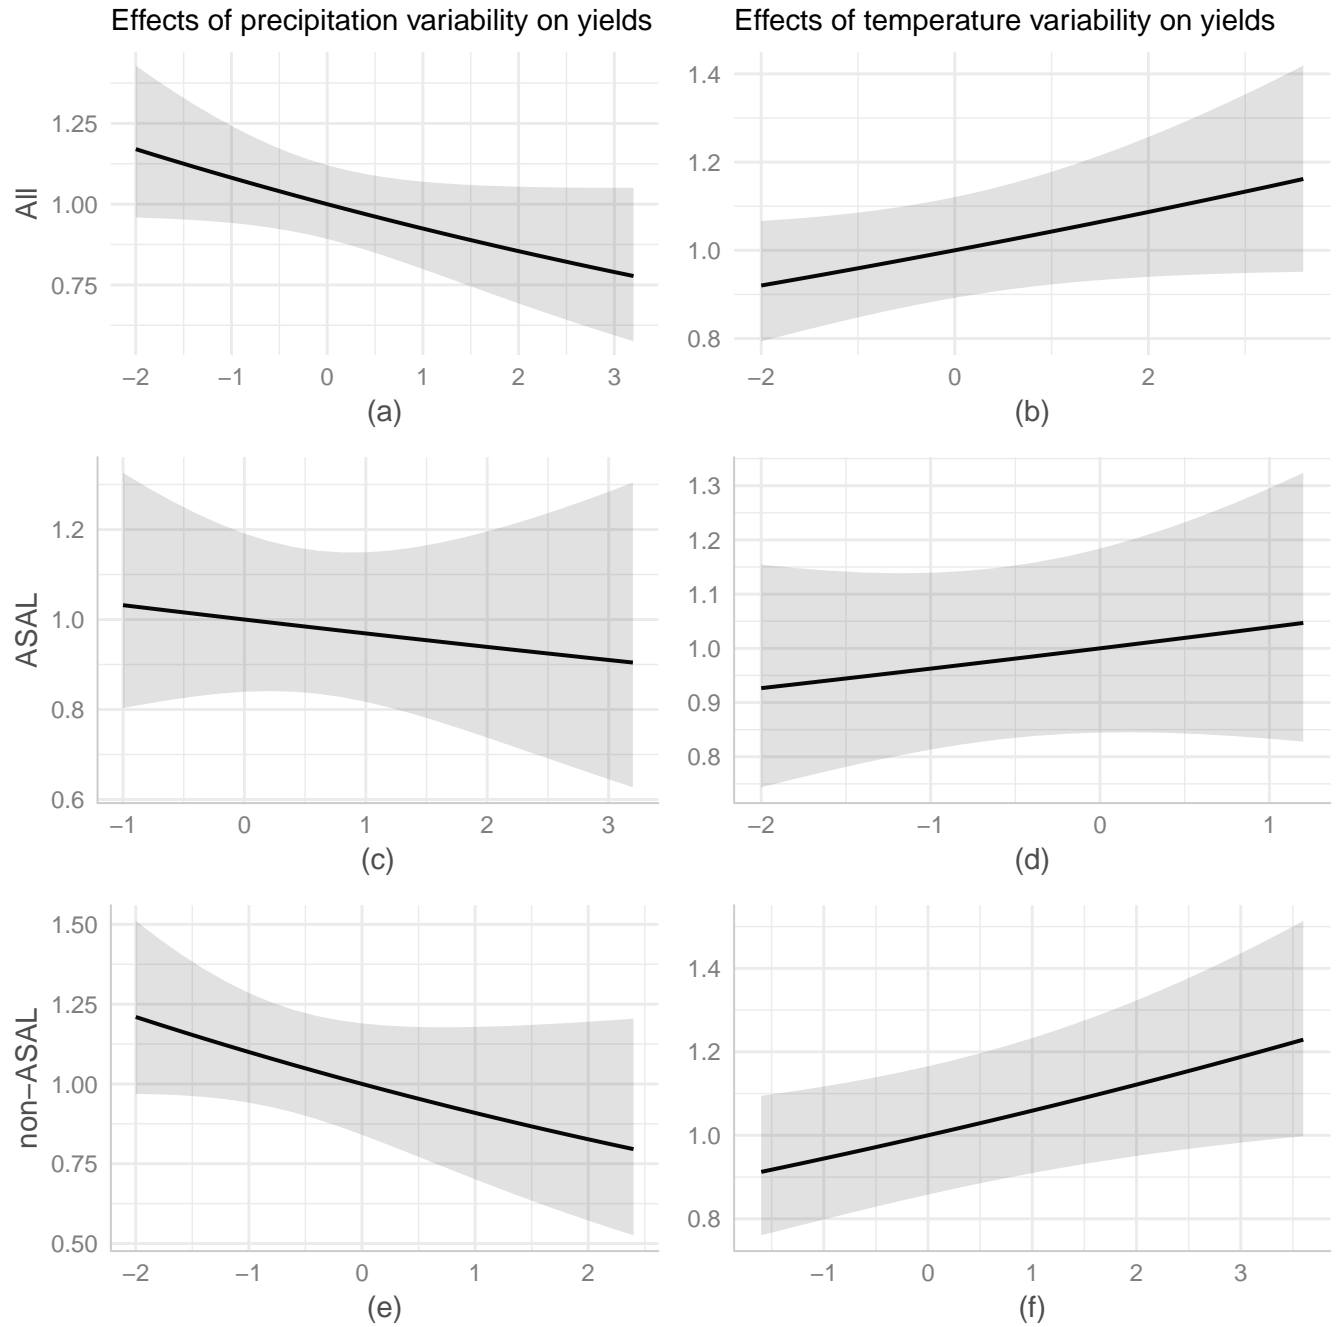 Effects of precipitation variability on yields
Effects of temperature variability on yields
All
1.25
1.00
0.75
−2 −1 0 1 2 3
(a)
1.4
1.2
1.0
0.8
−2 0 2
(b)
ASAL
1.2
1.0
0.8
0.6
−1 0 1 2 3
(c)
1.3
1.2
1.1
1.0
0.9
0.8
−2 −1 0 1
(d)
non−ASAL
1.50
1.25
1.00
0.75
0.50
−2 −1 0 1 2
(e)
1.4
1.2
1.0
0.8
−1 0 1 2 3
(f)